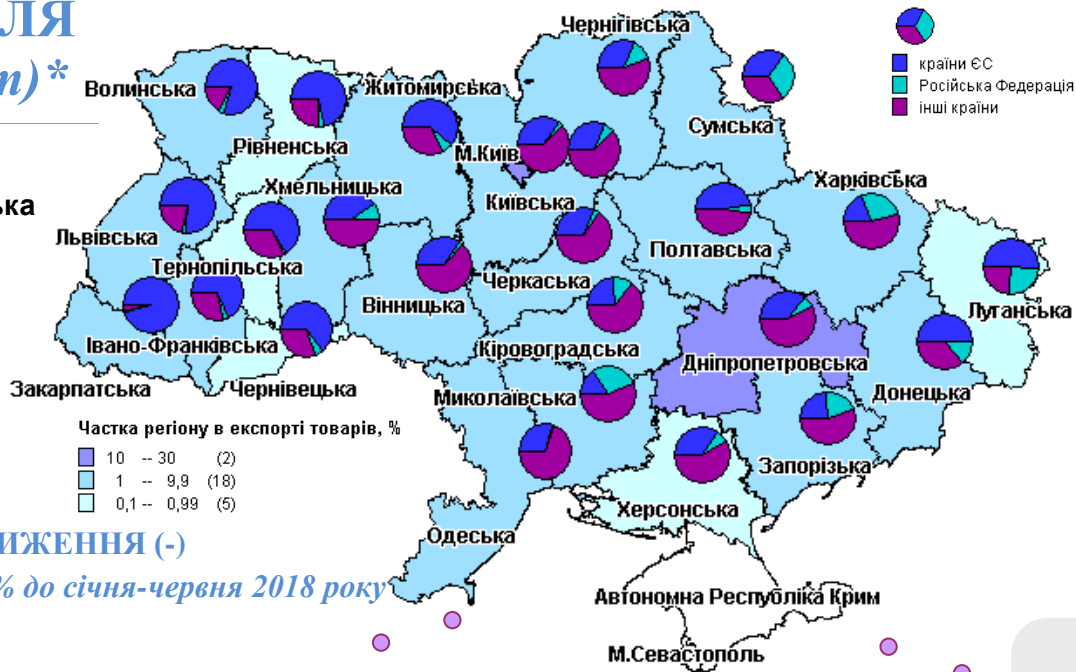 ЛЯ
т)*
ька
країни ЄС
Російська Федерація
інші країни
Чернігівська
Волинська
Житомирська
Сумська
Рівненська
М.Київ
Хмельницька
Харківська
Київська
Львівська
Полтавська
Тернопільська
Черкаська
Вінницька
Луганська
Івано-Франківська
Кіровоградська
Дніпропетровська
Закарпатська
Чернівецька
Миколаївська
Донецька
Частка регіону в експорті товарів, %
10 -- 30 (2)
1 -- 9,9 (18)
0,1 -- 0,99 (5)
Запорізька
Херсонська
Одеська
ИЖЕННЯ (-)
% до січня-червня 2018 року
Автономна Республіка Крим
М.Севастополь